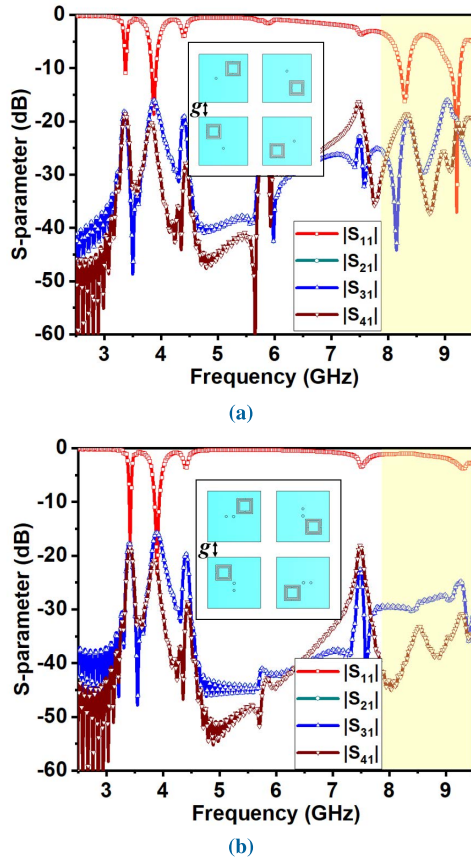 0
-10
-20
-30
-40
-50
-60
S-parameter (dB)
g
|S11|
|S21|
|S31|
|S41|
3 4 5 6 7 8 9
Frequency (GHz)
(a)
0
-10
-20
-30
-40
-50
-60
S-parameter (dB)
g
|S11|
|S21|
|S31|
|S41|
3 4 5 6 7 8 9
Frequency (GHz)
(b)